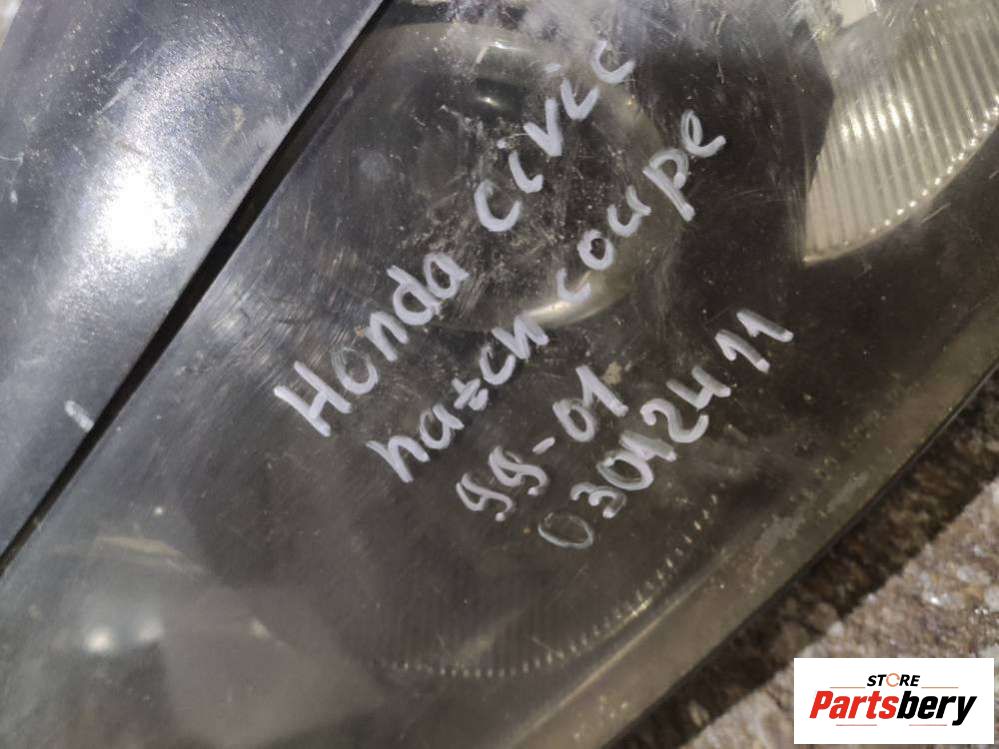 Honda civic
hatch coupe
99-01
03042411
STORE
Partsbery